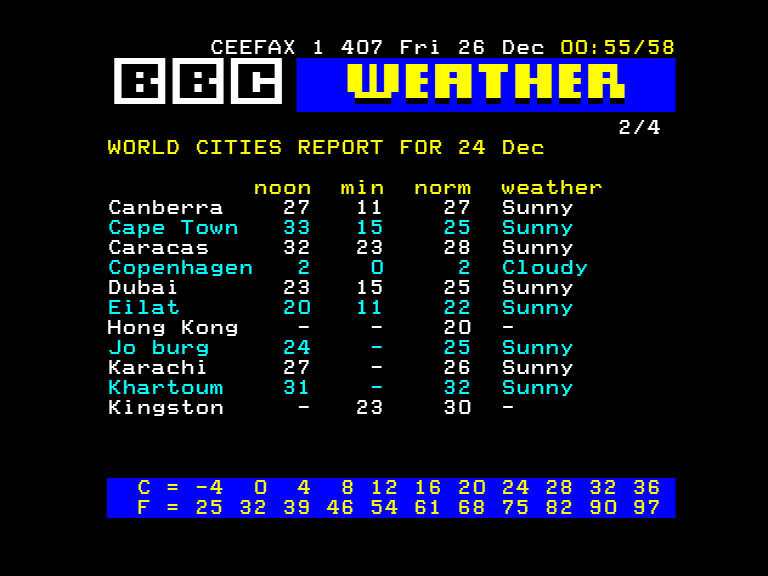 CEEFAX 1 407 Fri 26 Dec 00:55/58
BBC WEATHER
2/4
WORLD CITIES REPORT FOR 24 Dec
noon min norm weather
Canberra 27 11 27 Sunny
Cape Town 33 15 25 Sunny
Caracas 32 23 28 Sunny
Copenhagen 2 0 2 Cloudy
Dubai 23 15 25 Sunny
Eilat 20 11 22 Sunny
Hong Kong - - 20 -
Jo burg 24 - 25 Sunny
Karachi 27 - 26 Sunny
Khartoum 31 - 32 Sunny
Kingston - 23 30 -
C = -4 0 4 8 12 16 20 24 28 32 36
F = 25 32 39 46 54 61 68 75 82 90 97